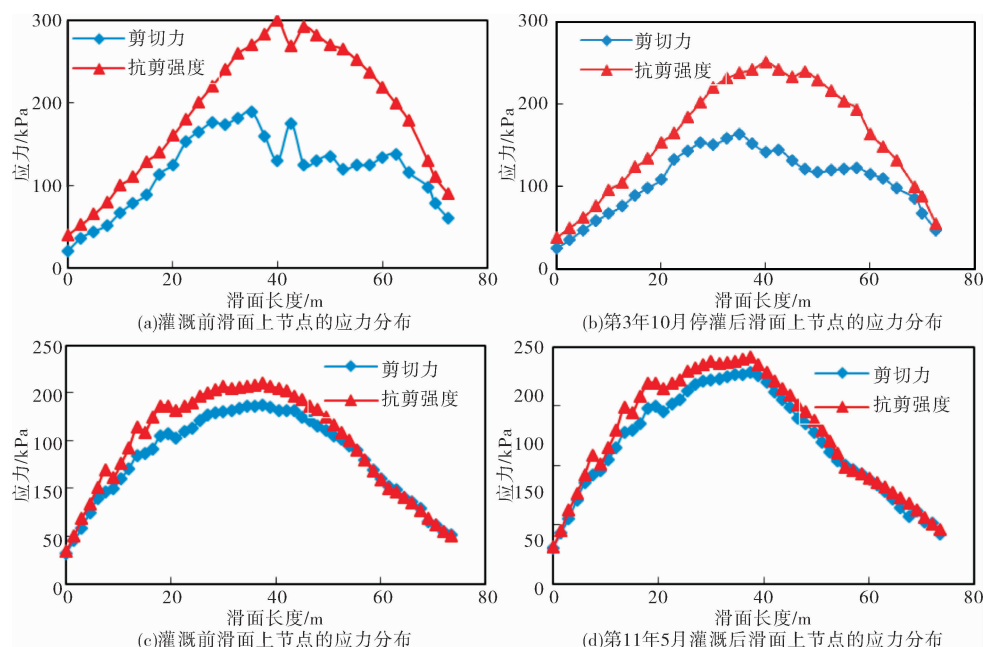 300
200
100
0
应力/kPa
剪切力
抗剪强度
0 20 40 60 80
滑面长度/m
(a)灌溉前滑面上节点的应力分布
300
200
100
0
应力/kPa
剪切力
抗剪强度
0 20 40 60 80
滑面长度/m
(b)第3年10月停灌后滑面上节点的应力分布
250
200
100
150
50
0
应力/kPa
剪切力
抗剪强度
0 20 40 60 80
滑面长度/m
(c)灌溉前滑面上节点的应力分布
250
200
100
150
50
0
应力/kPa
剪切力
抗剪强度
0 20 40 60 80
滑面长度/m
(d)第11年5月灌溉后滑面上节点的应力分布